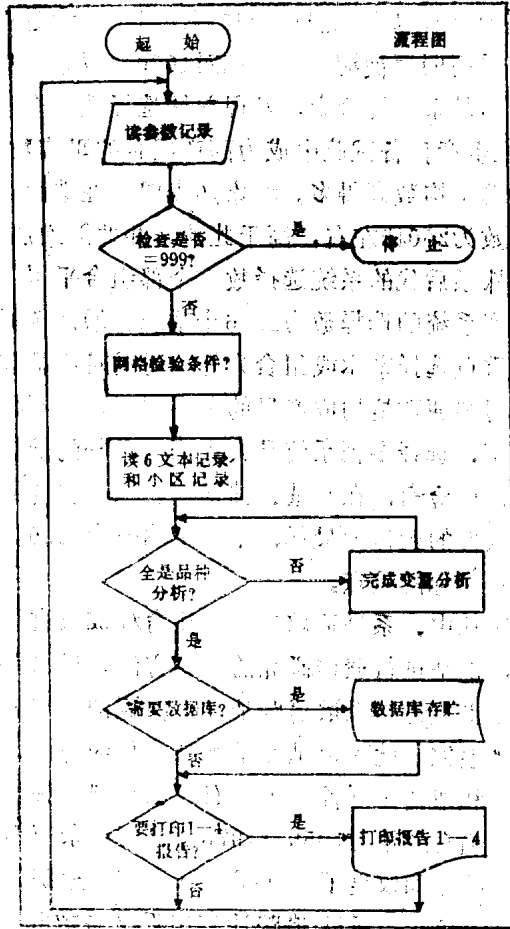 流程图
起 始
读参数记录
检查是否
=999?
是
停 止
否
网格检验条件?
读6文本记录
和小区记录
全是品种
分析?
否
完成变量分析
是
需要数据库?
是
数据库存贮
否
要打印1—4
报告?
是
打印报告1—4
否